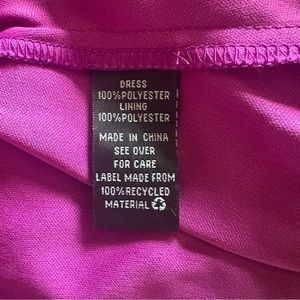 DRESS
100%POLYESTER
LINING
100%POLYESTER
MADE IN CHINA
SEE OVER
FOR CARE
LABEL MADE FROM
100%RECYCLED
MATERIAL